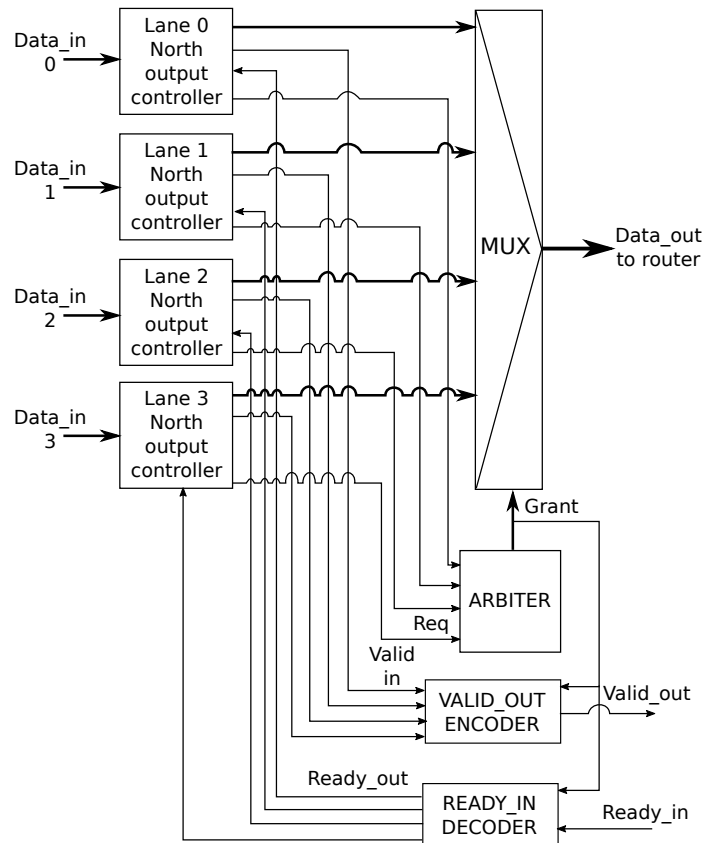 Data_in
0
Lane 0
North
output
controller
Data_in
1
Lane 1
North
output
controller
Data_in
2
Lane 2
North
output
controller
Data_in
3
Lane 3
North
output
controller
MUX
Data_out
to router
Grant
ARBITER
Req
Valid
in
VALID_OUT
ENCODER
Valid_out
Ready_out
READY_IN
DECODER
Ready_in